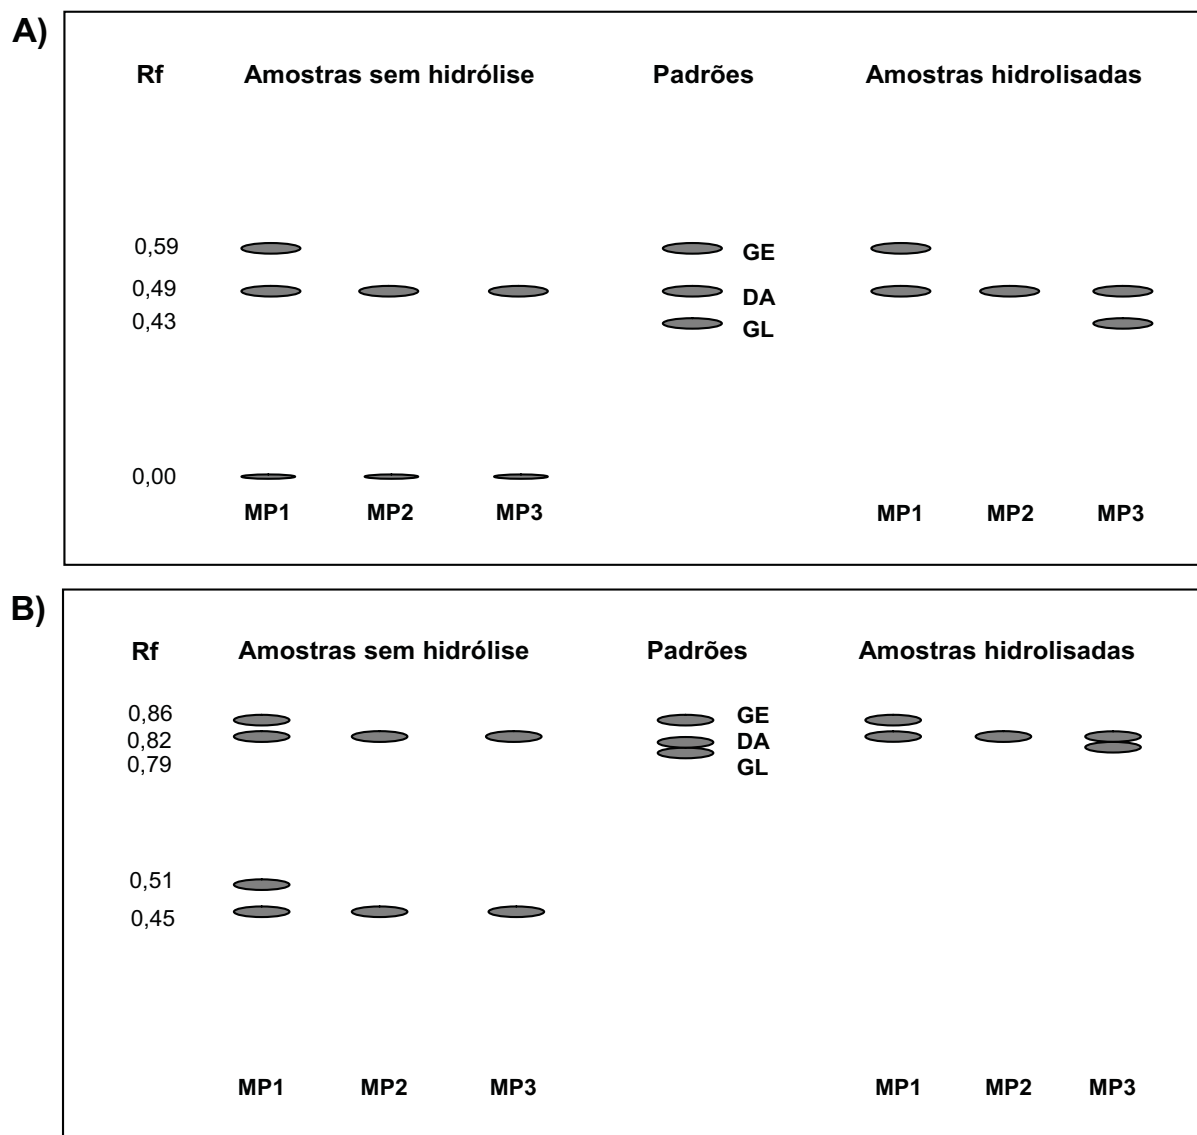 A)
Rf Amostras sem hidrólise Padrões Amostras hidrolisadas
0,59 GE
0,49 DA
0,43 GL
0,00
MP1 MP2 MP3 MP1 MP2 MP3
B)
Rf Amostras sem hidrólise Padrões Amostras hidrolisadas
0,86 GE
0,82 DA
0,79 GL
0,51
0,45
MP1 MP2 MP3 MP1 MP2 MP3